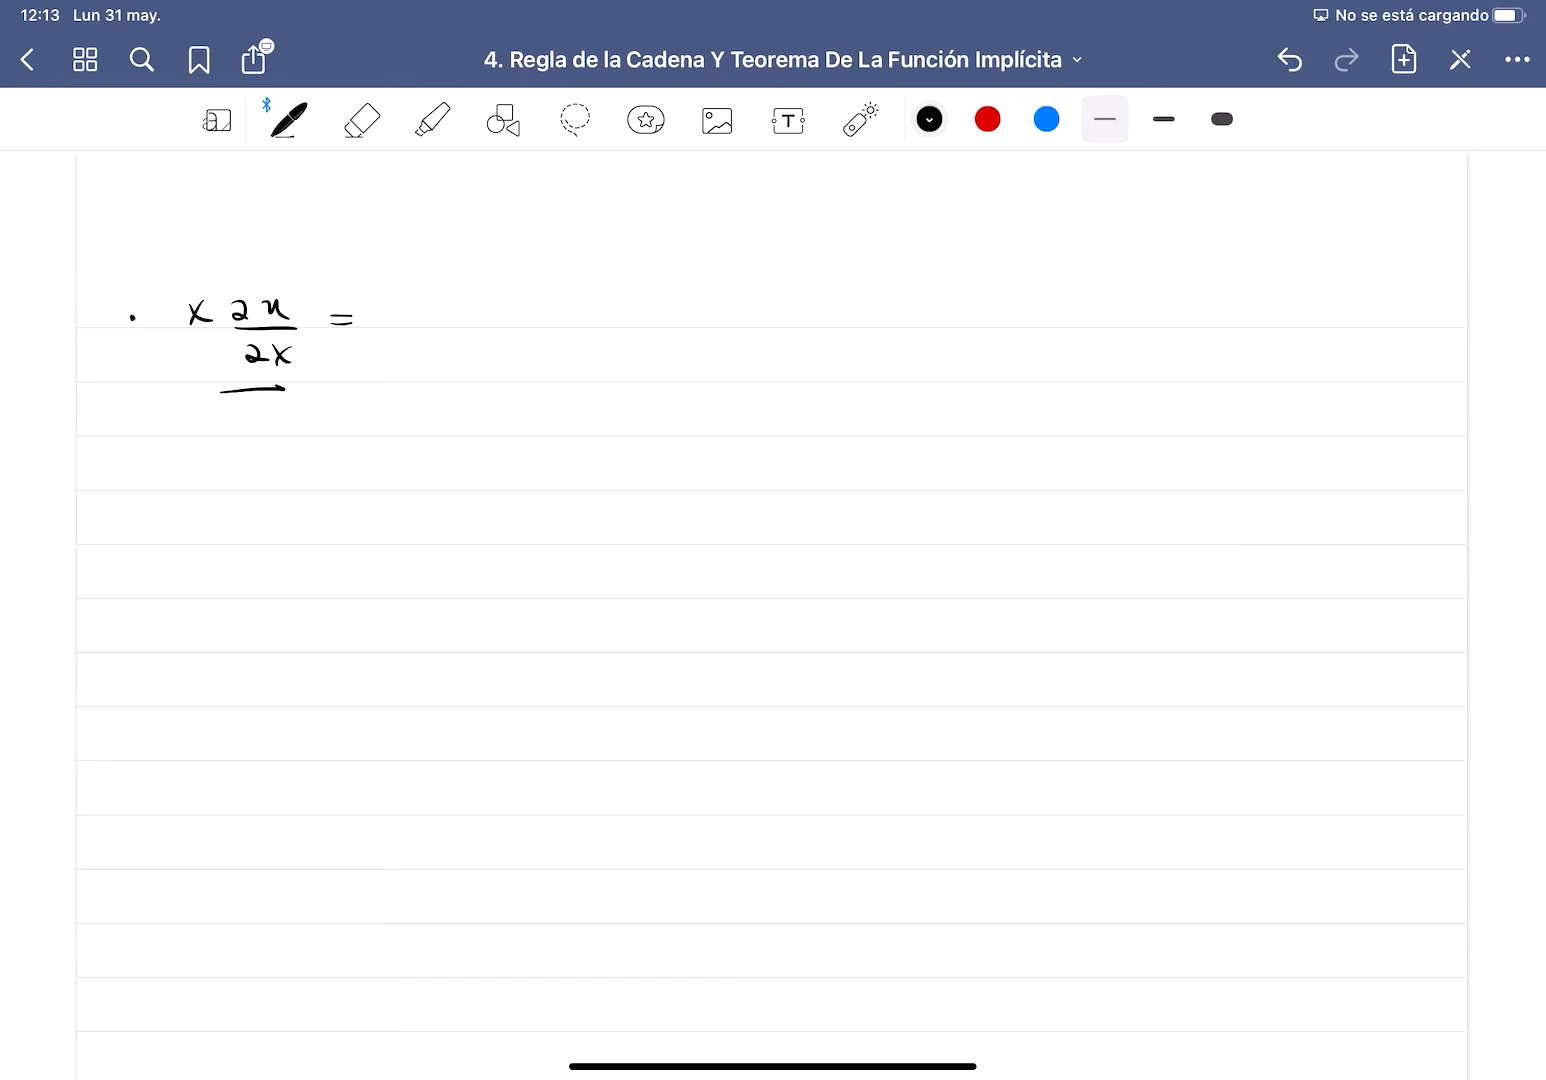 12:13 Lun 31 may. No se está cargando
4. Regla de la Cadena Y Teorema De La Función Implícita
. x ∂u =
∂x